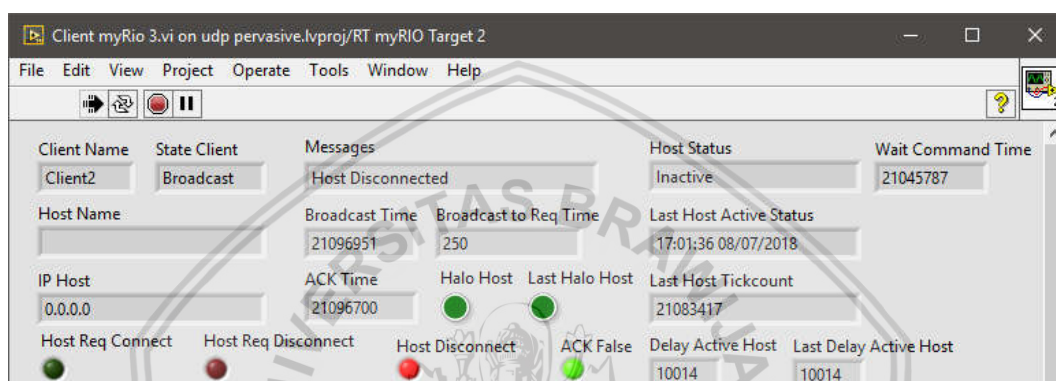 Client myRio 3.vi on udp pervasive.lvproj/RT myRIO Target 2
File Edit View Project Operate Tools Window Help
Client Name State Client Messages Host Status Wait Command Time
Client2 Broadcast Host Disconnected Inactive 21045787
Host Name Broadcast Time Broadcast to Req Time Last Host Active Status
21096951 250 17:01:36 08/07/2018
IP Host ACK Time Halo Host Last Halo Host Last Host Tickcount
0.0.0.0 21096700 21083417
Host Req Connect Host Req Disconnect Host Disconnect ACK False Delay Active Host Last Delay Active Host
10014 10014
UNIVERSITAS BRAWIJA